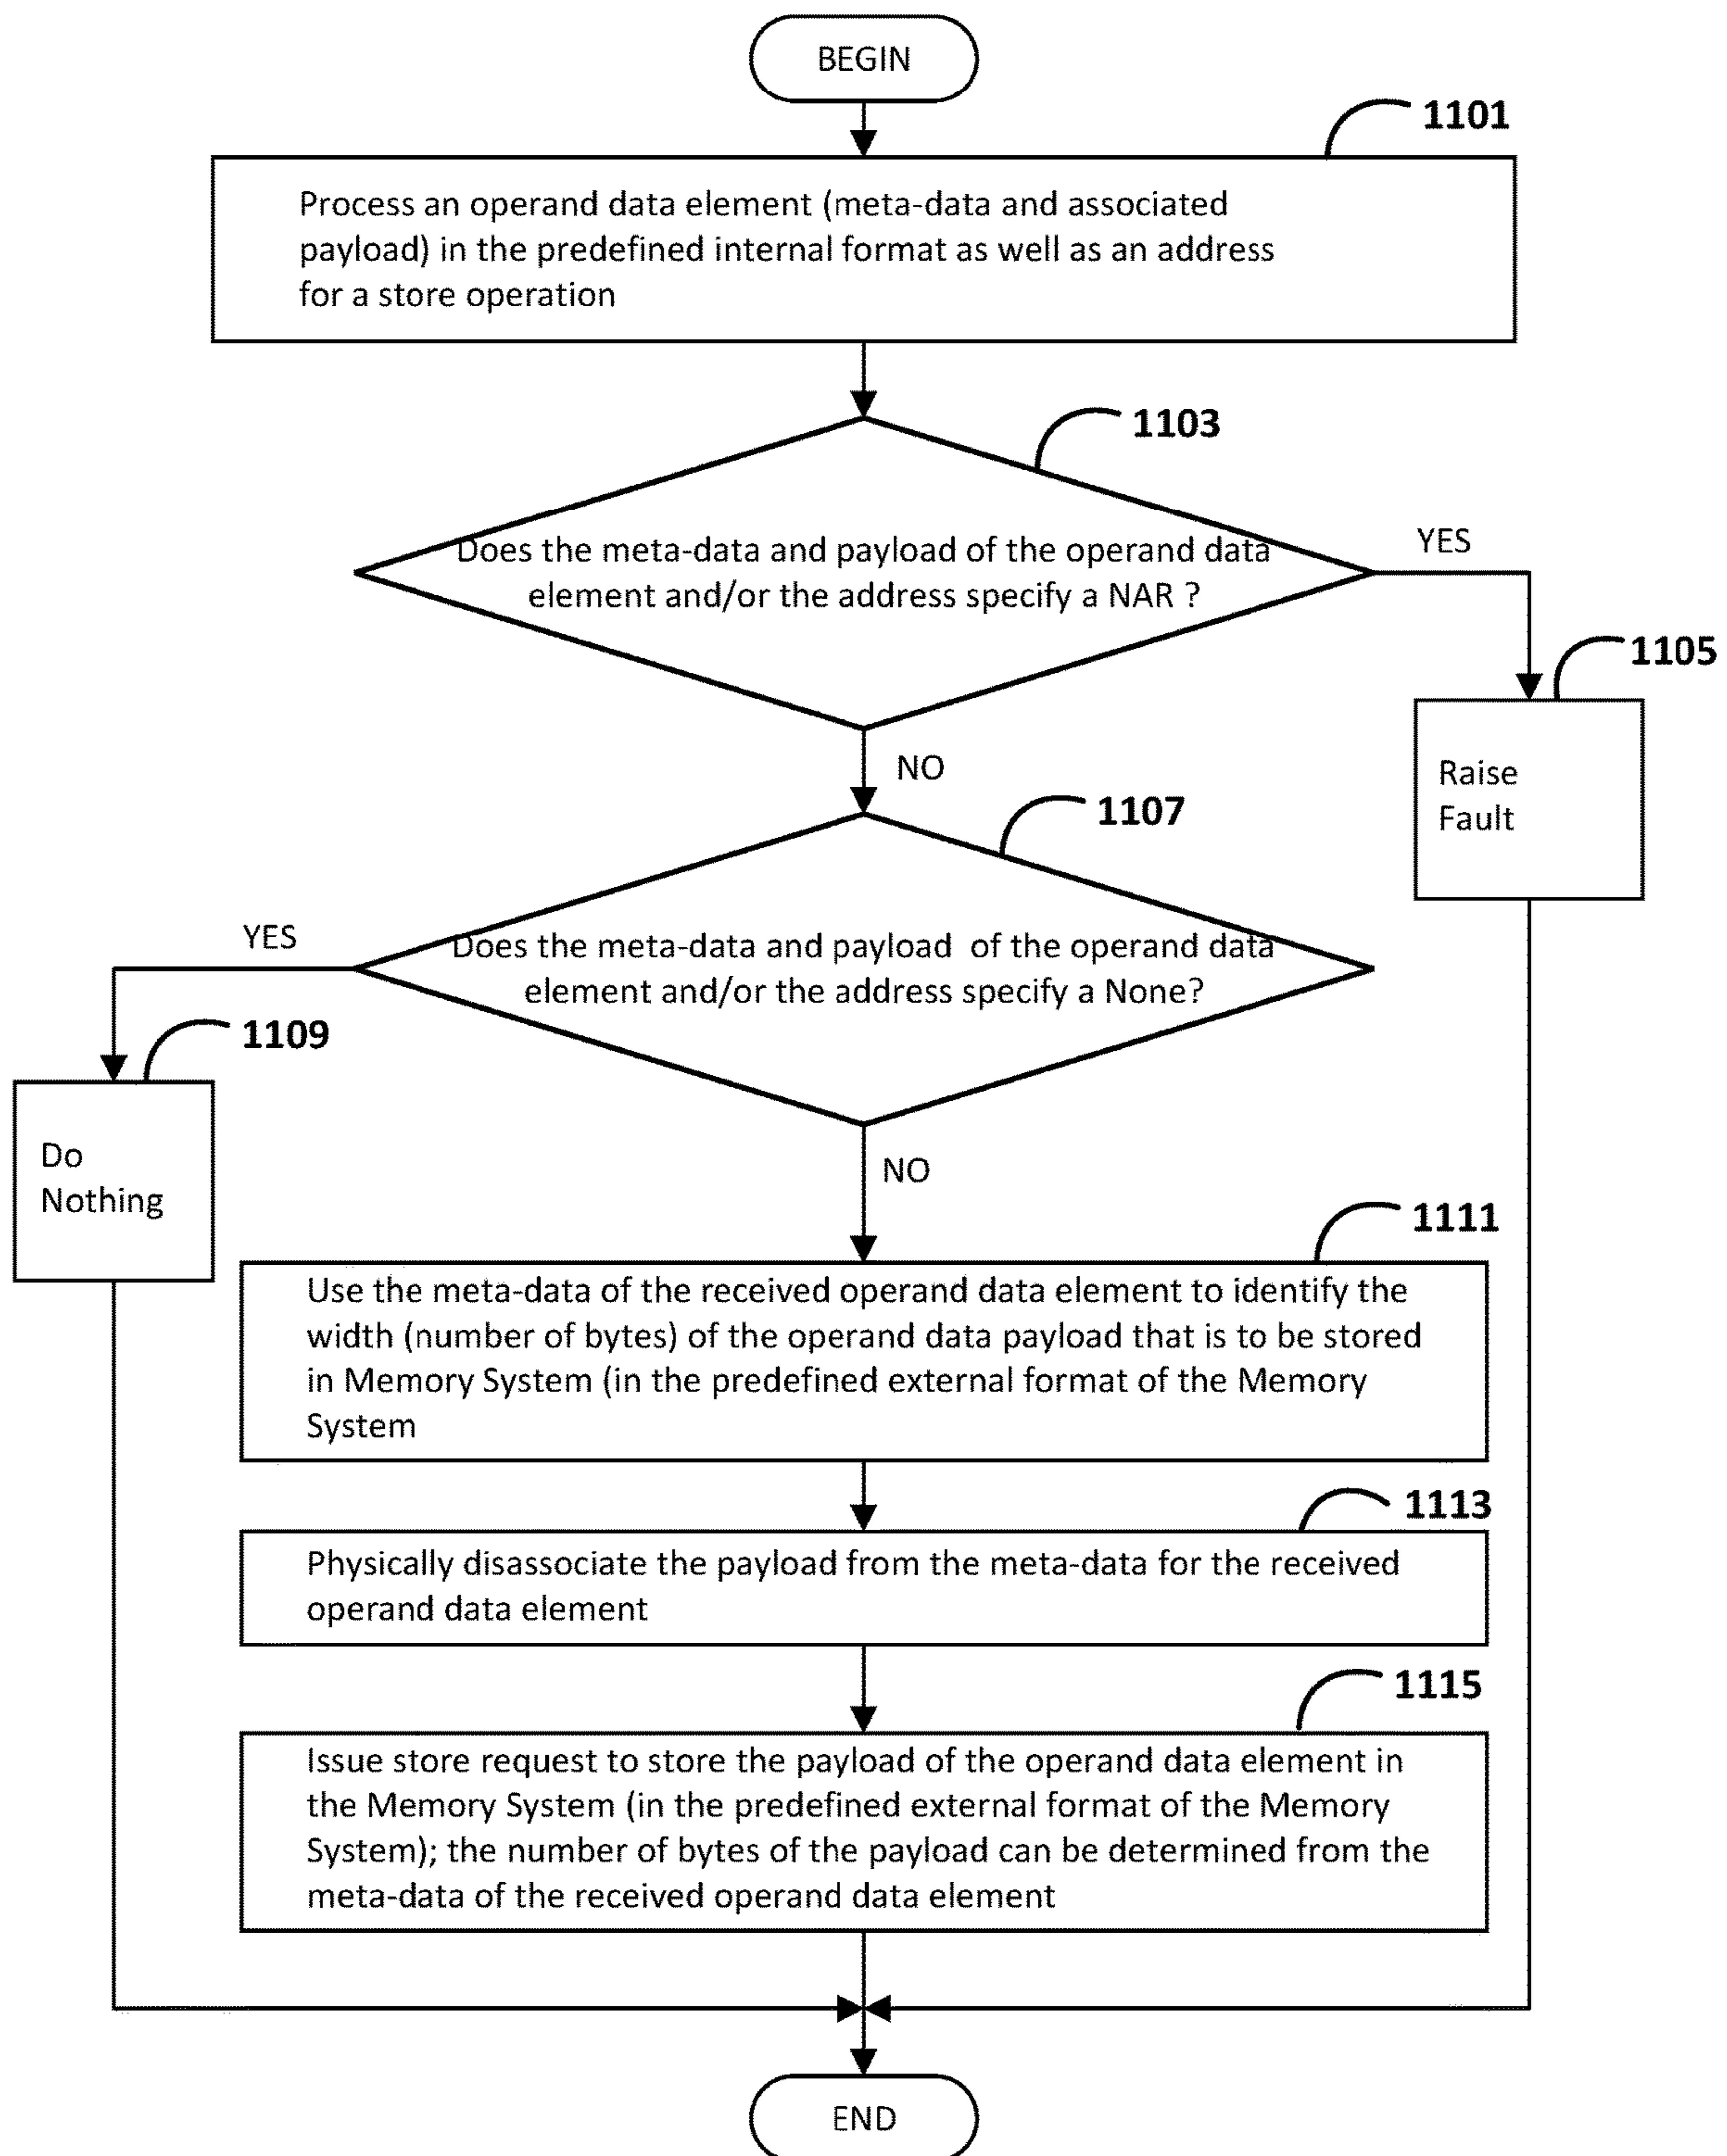 BEGIN
1101
Process an operand data element (meta-data and associated
payload) in the predefined internal format as well as an address
for a store operation
1103
Does the meta-data and payload of the operand data
element and/or the address specify a NAR ?
YES
1105
Raise
Fault
NO
1107
Does the meta-data and payload of the operand data
element and/or the address specify a None?
YES
1109
Do
Nothing
NO
1111
Use the meta-data of the received operand data element to identify the
width (number of bytes) of the operand data payload that is to be stored
in Memory System (in the predefined external format of the Memory
System
1113
Physically disassociate the payload from the meta-data for the received
operand data element
1115
Issue store request to store the payload of the operand data element in
the Memory System (in the predefined external format of the Memory
System); the number of bytes of the payload can be determined from the
meta-data of the received operand data element
END